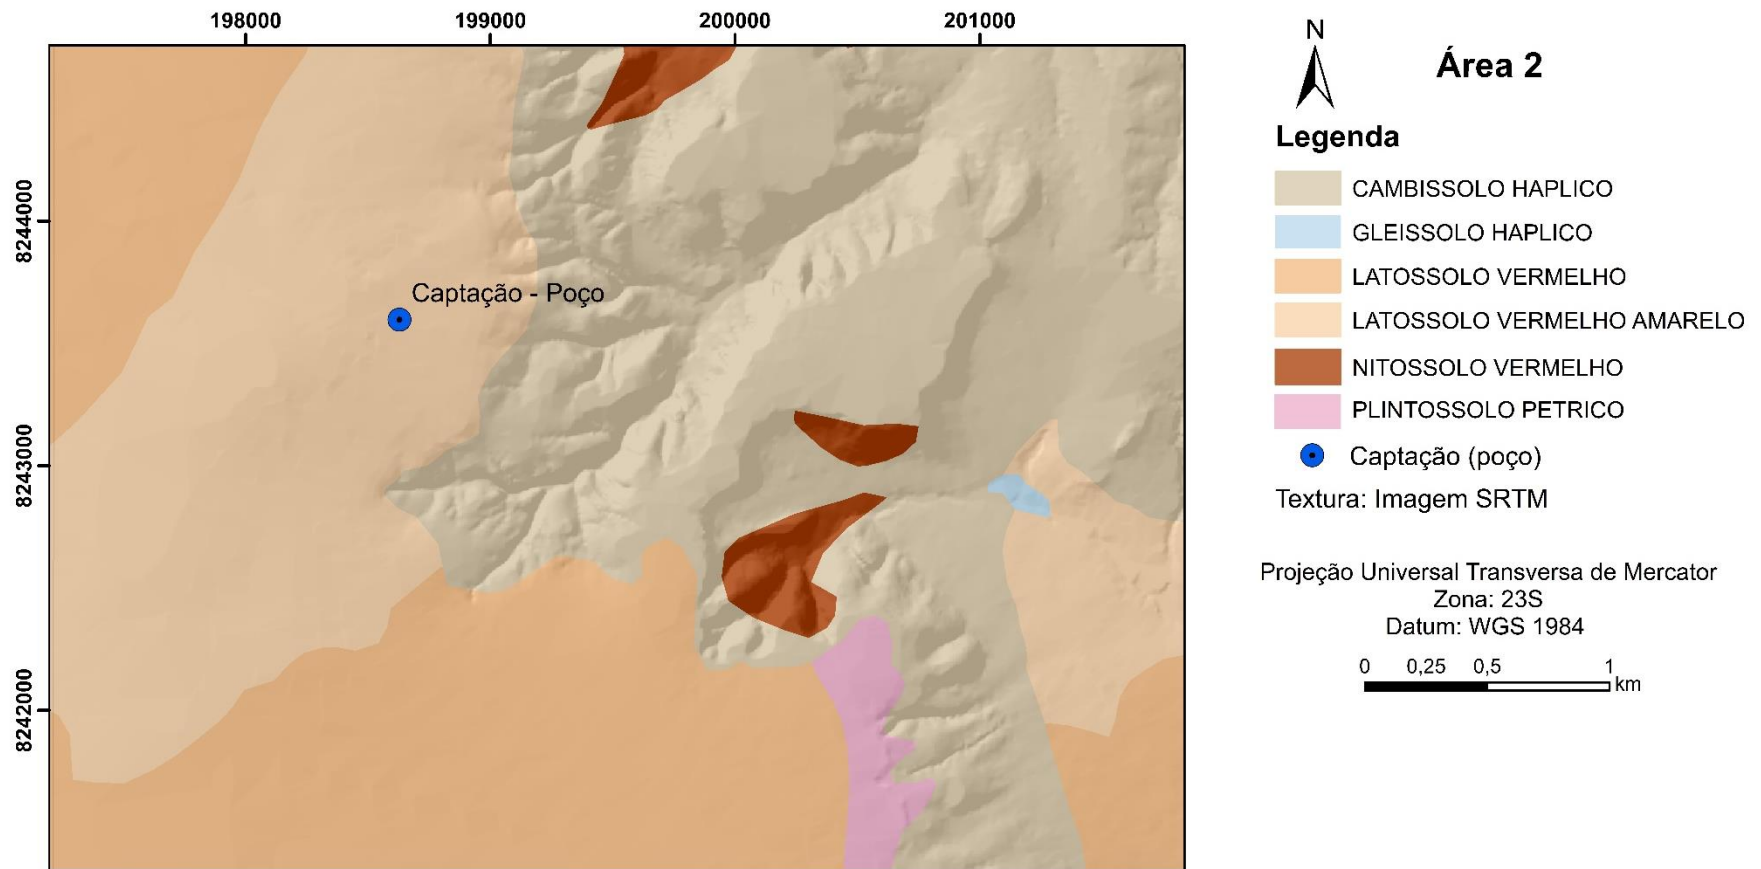 198000 199000 200000 201000
8244000
8243000
8242000
Captação - Poço
N
Área 2
Legenda
CAMBISSOLO HAPLICO
GLEISSOLO HAPLICO
LATOSSOLO VERMELHO
LATOSSOLO VERMELHO AMARELO
NITOSSOLO VERMELHO
PLINTOSSOLO PETRICO
Captação (poço)
Textura: Imagem SRTM
Projeção Universal Transversa de Mercator
Zona: 23S
Datum: WGS 1984
0 0,25 0,5 1
km